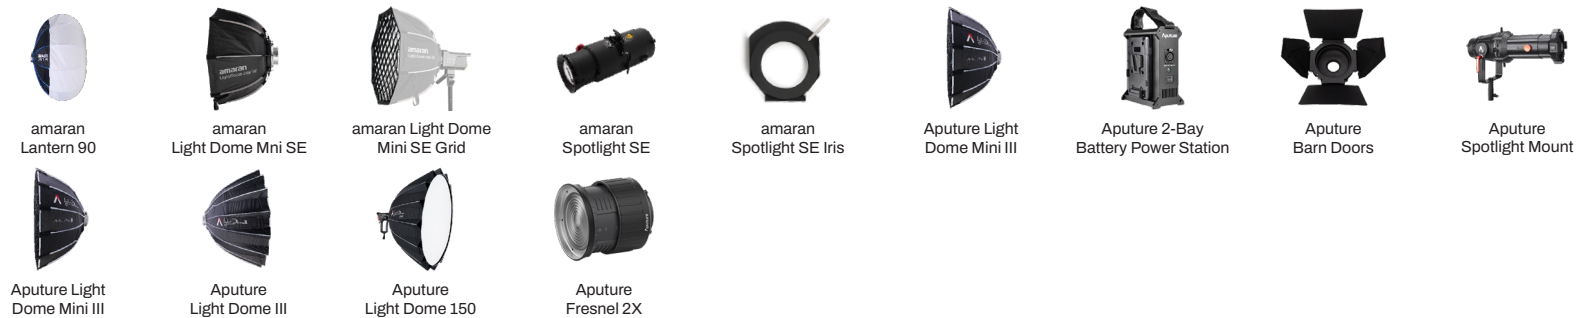 amaran
Lantern 90
amaran
Light Dome Mni SE
amaran Light Dome
Mini SE Grid
amaran
Spotlight SE
amaran
Spotlight SE Iris
Aputure Light
Dome Mini III
Aputure 2-Bay
Battery Power Station
Aputure
Barn Doors
Aputure
Spotlight Mount
Aputure Light
Dome Mini III
Aputure
Light Dome III
Aputure
Light Dome 150
Aputure
Fresnel 2X